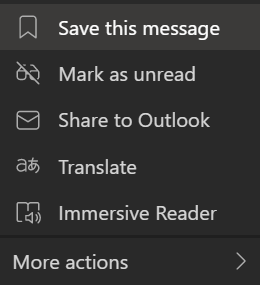 Save this message
Mark as unread
Share to Outlook
Translate
Immersive Reader
More actions